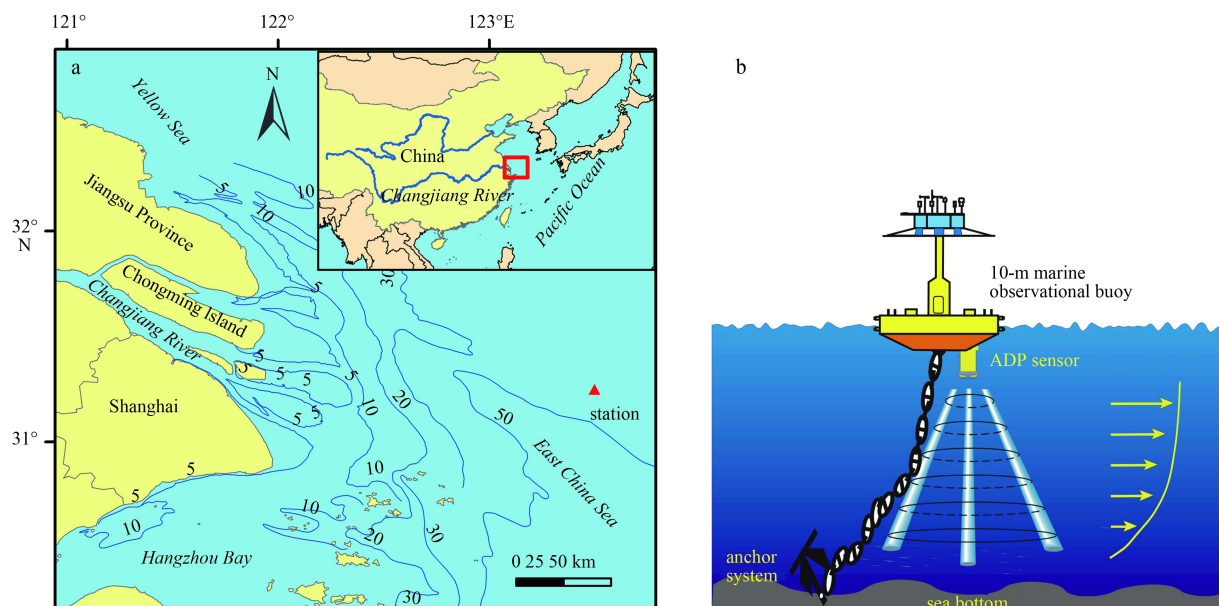 121°
122°
123°E
a
N
Yellow Sea
Jiangsu Province
32°
N
Chongming Island
Changjiang River
Shanghai
31°
Hangzhou Bay
East China Sea
station
China
Changjiang River
Pacific Ocean
5
10
10
30
5
5
5
5
5
5
5
10
20
50
5
5
10
10
20
30
30
0 25 50 km
b
10-m marine
observational buoy
ADP sensor
anchor
system
sea bottom